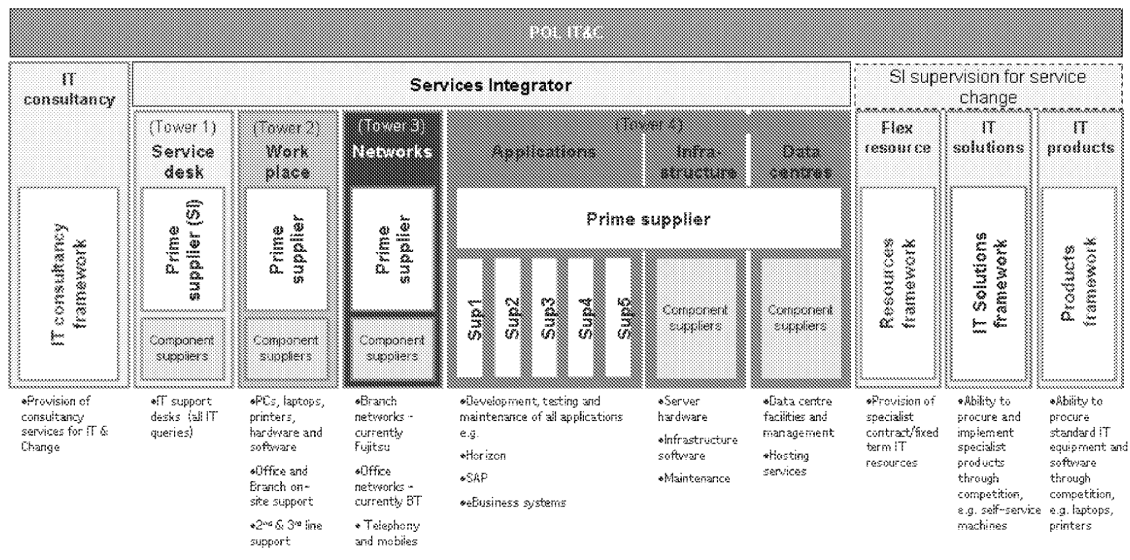 POL IT&C
IT
consultancy
Services Integrator
SI supervision for service
change
(Tower 1)
Service
desk
(Tower 2)
Work
place
(Tower 3)
Networks
(Tower 4)
Applications
Infra-
structure
Data
centres
Flex
resource
IT
solutions
IT
products
IT consultancy
framework
Prime
supplier (SI)
Component
suppliers
Prime
supplier
Component
suppliers
Prime
supplier
Component
suppliers
Prime supplier
Sup1
Sup2
Sup3
Sup4
Sup5
Component
suppliers
Component
suppliers
Resources
framework
IT Solutions
framework
Products
framework
•Provision of
consultancy
services for IT &
Change
•IT support
desks (all IT
queries)
•PCs, laptops,
printers,
hardware and
software
•Office and
Branch on-
site support
•2nd & 3rd line
support
•Branch
networks -
currently
Fujitsu
•Office
networks -
currently BT
• Telephony
and mobiles
•Development, testing and
maintenance of all applications
e.g.
•Horizon
•SAP
•eBusiness systems
•Server
hardware
•Infrastructure
software
•Maintenance
•Data centre
facilities and
management
•Hosting
services
•Provision of
specialist
contract/fixed
term IT
resources
•Ability to
procure and
implement
specialist
products
through
competition,
e.g. self-service
machines
•Ability to
procure
standard IT
equipment and
software
through
competition,
e.g. laptops,
printers